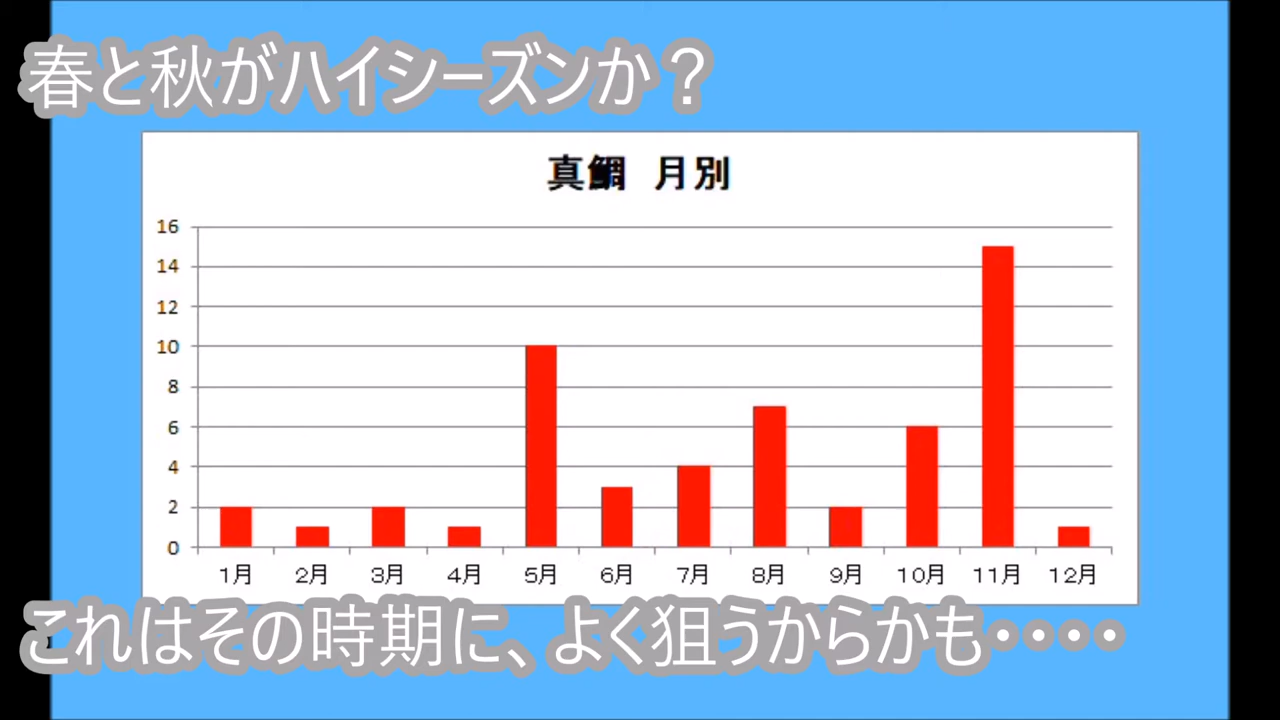 春と秋がハイシーズンか？
真鯛　月別
16
14
12
10
8
6
4
2
0
1月 2月 3月 4月 5月 6月 7月 8月 9月 10月 11月 12月
これはその時期に、よく狙うからかも・・・・